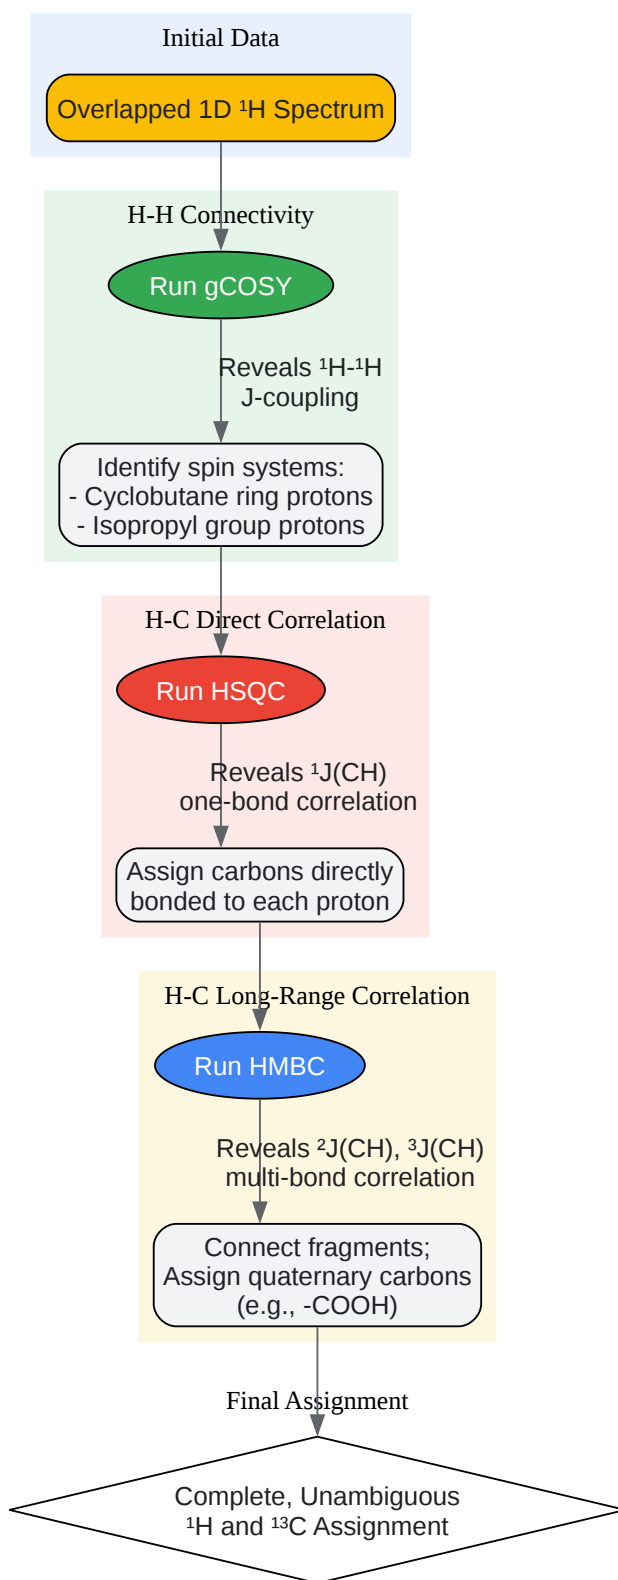 Initial Data
Overlapped 1D ¹H Spectrum
H-H Connectivity
Run gCOSY
Reveals ¹H-¹H
J-coupling
Identify spin systems:
- Cyclobutane ring protons
- Isopropyl group protons
H-C Direct Correlation
Run HSQC
Reveals ¹J(CH)
one-bond correlation
Assign carbons directly
bonded to each proton
H-C Long-Range Correlation
Run HMBC
Reveals ²J(CH), ³J(CH)
multi-bond correlation
Connect fragments;
Assign quaternary carbons
(e.g., -COOH)
Final Assignment
Complete, Unambiguous
¹H and ¹³C Assignment